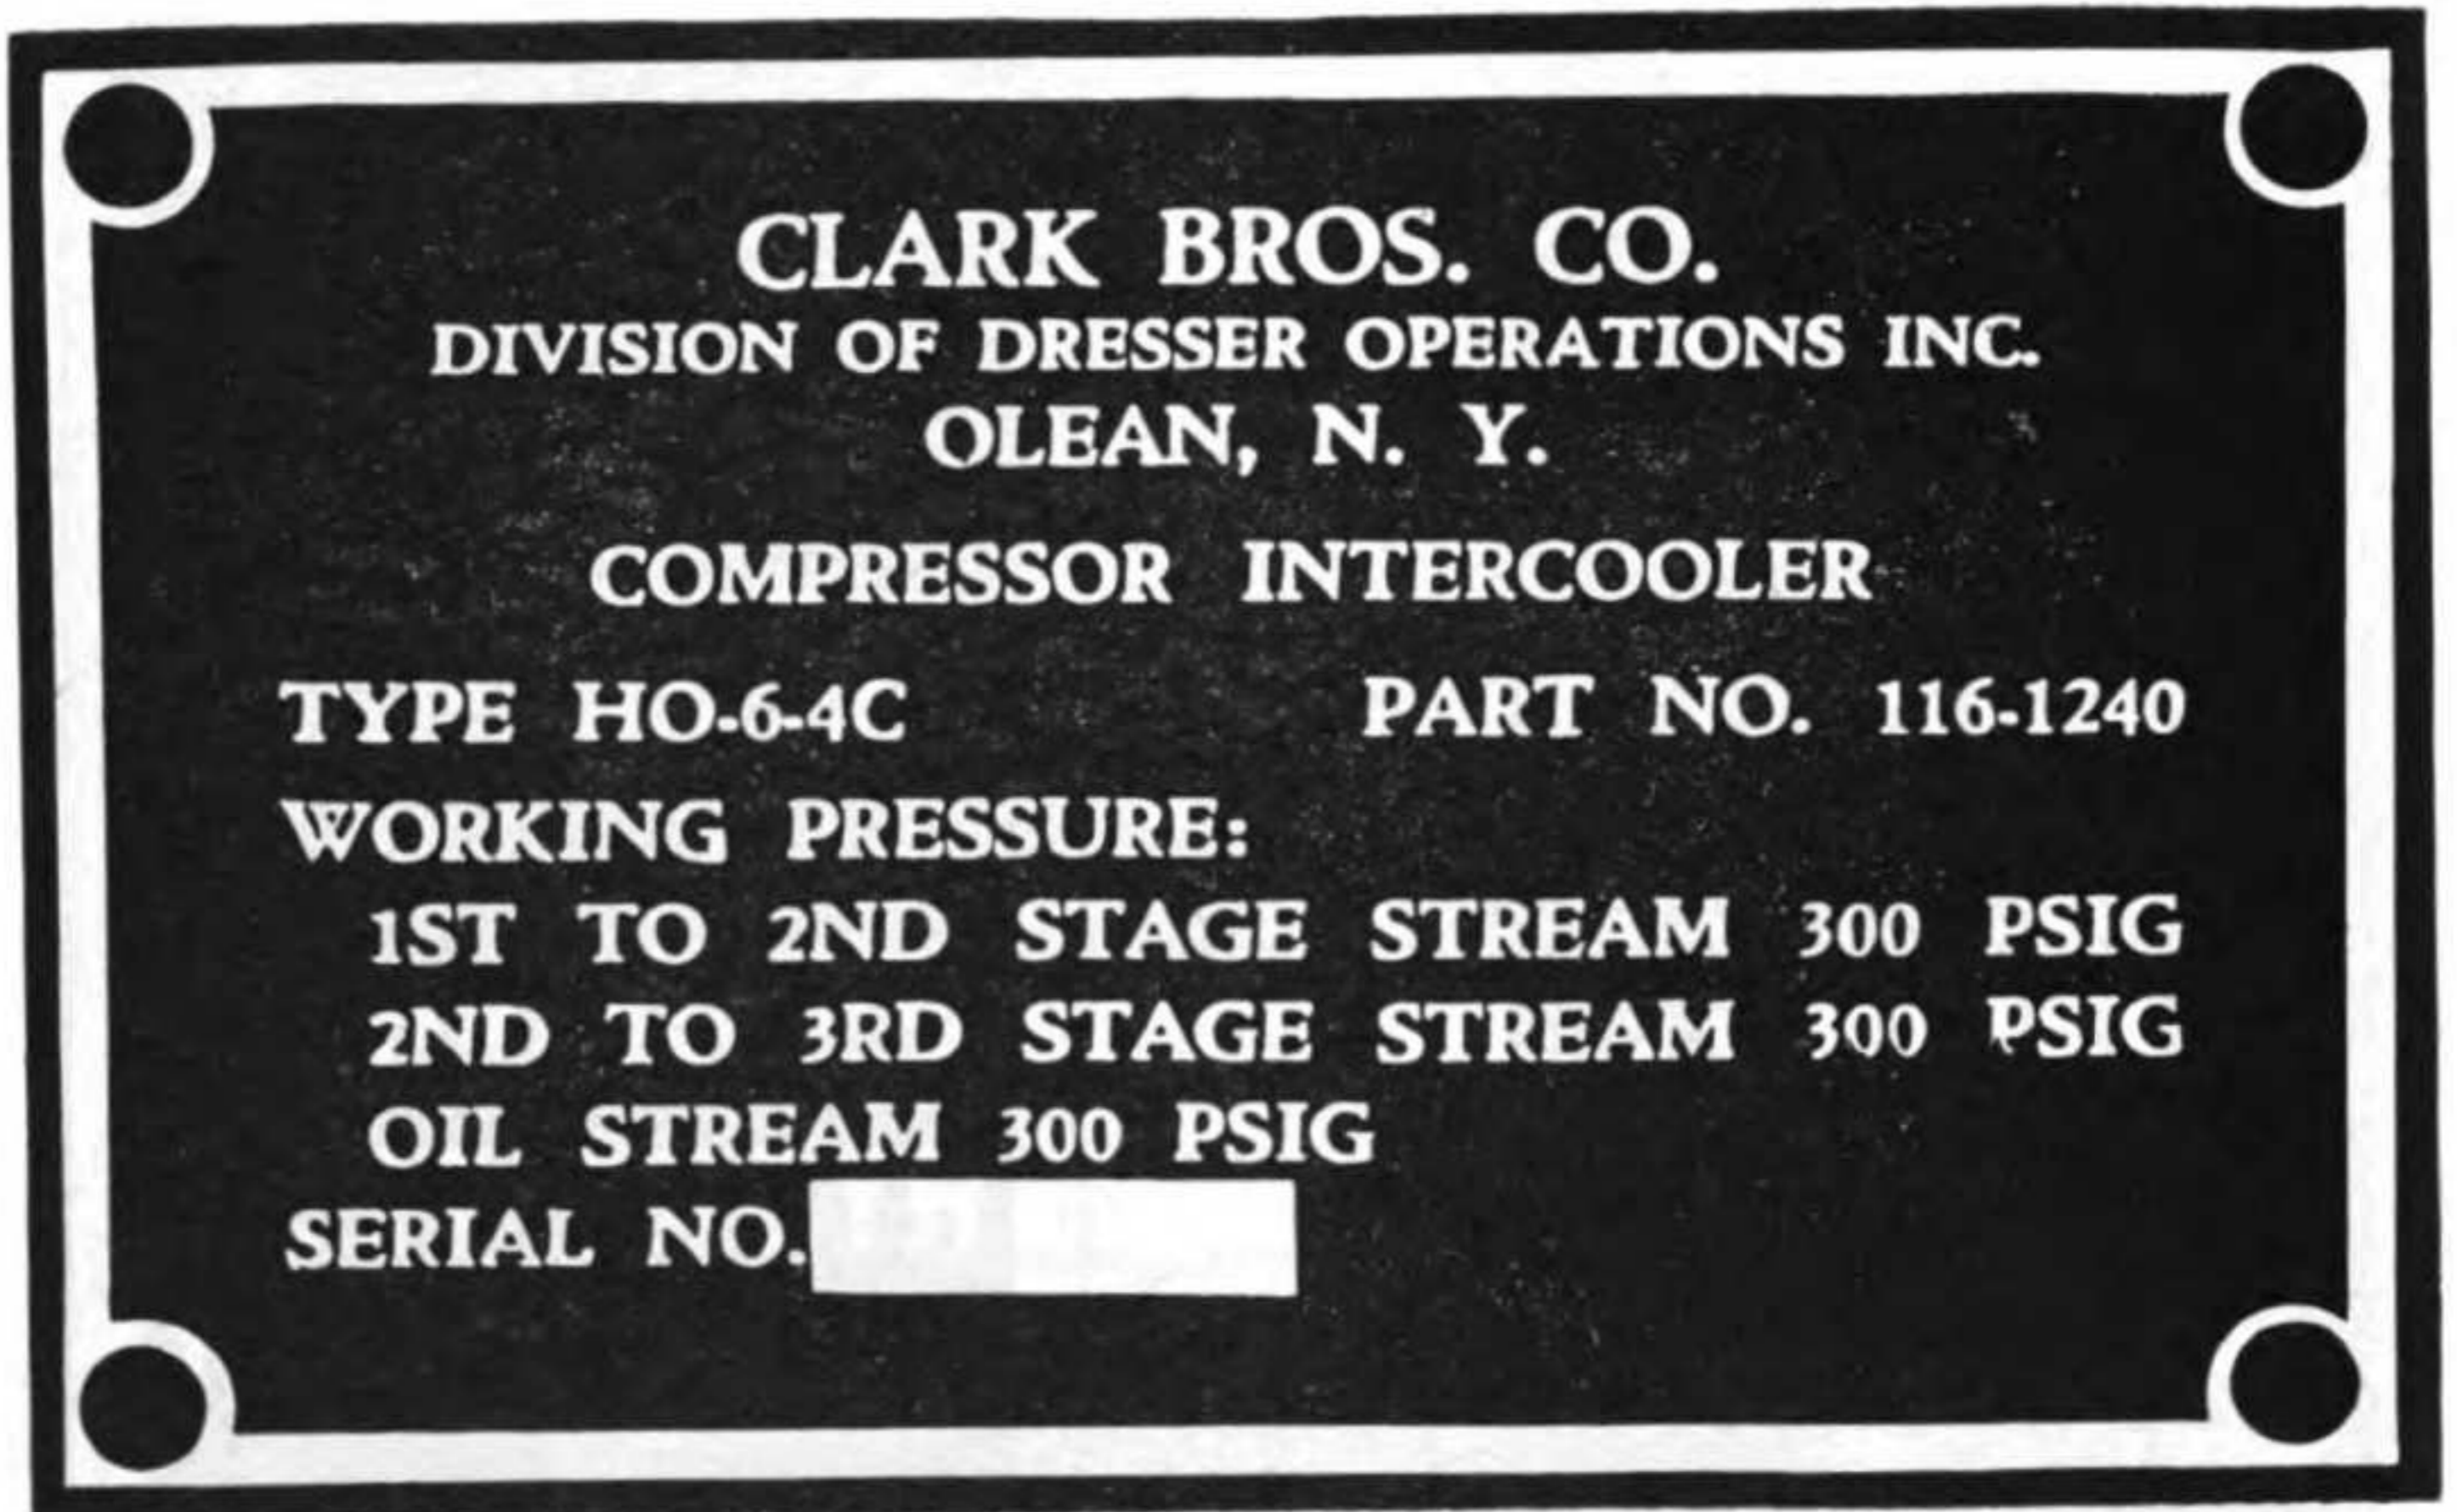 CLARK BROS. CO.
DIVISION OF DRESSER OPERATIONS INC.
OLEAN, N. Y.
COMPRESSOR INTERCOOLER
TYPE HO-6-4C PART NO. 116-1240
WORKING PRESSURE:
1ST TO 2ND STAGE STREAM 300 PSIG
2ND TO 3RD STAGE STREAM 300 PSIG
OIL STREAM 300 PSIG
SERIAL NO.